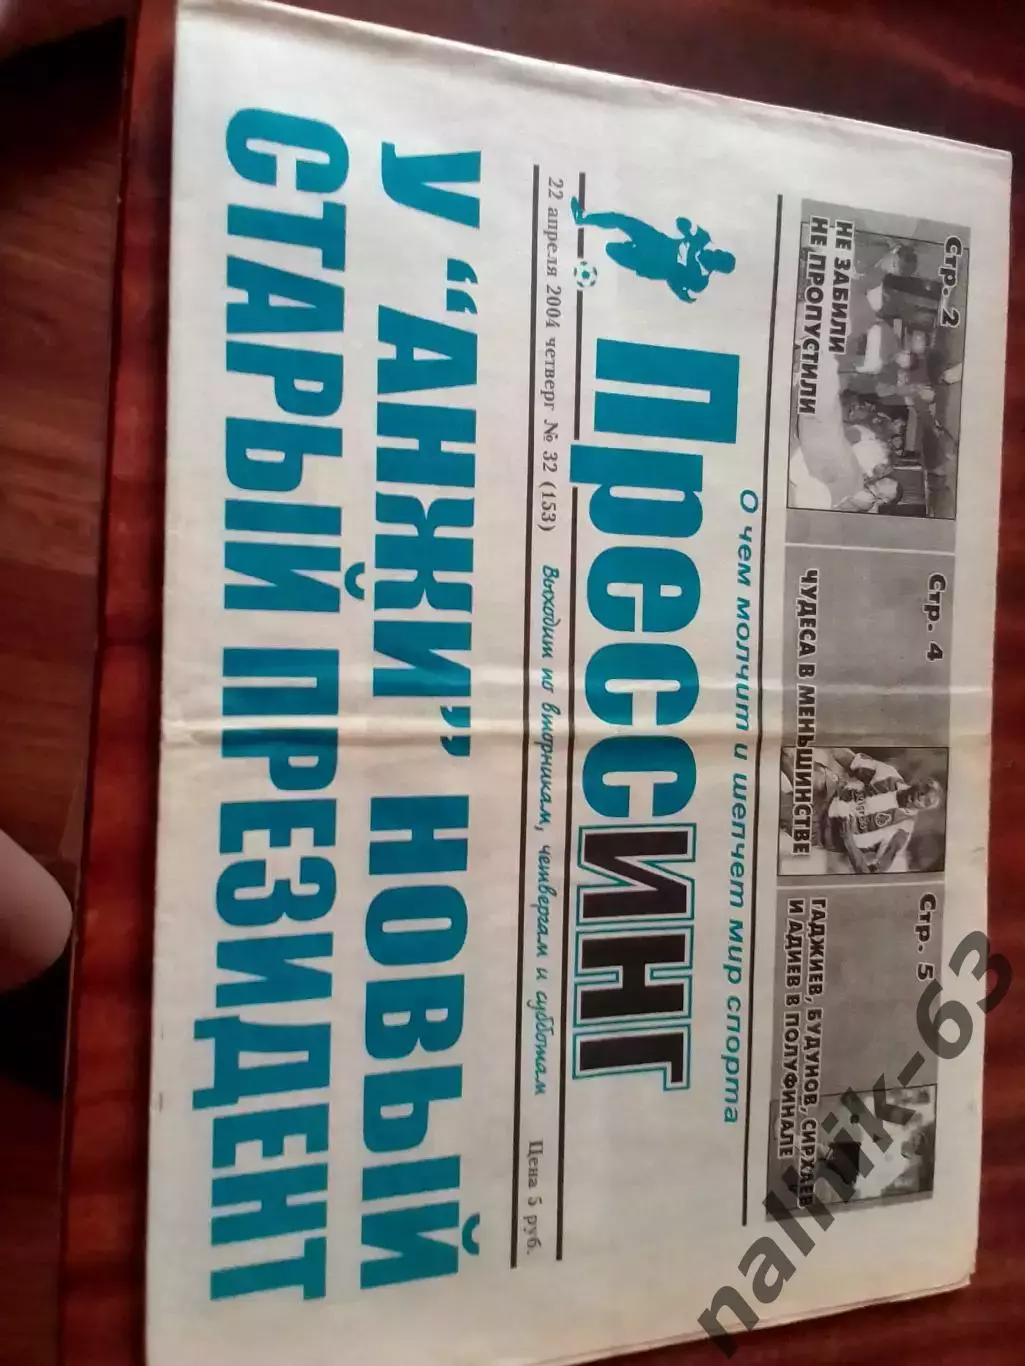 Стр. 2
НЕ ЗАБИЛИ
НЕ ПРОПУСТИЛИ
Стр. 4
ЧУДЕСА В МЕНЬШИНСТВЕ
Стр. 5
ГАДЖИЕВ, БУДУНОВ, СИРХАЕВ
И АДИЕВ В ПОЛУФИНАЛЕ
О чем молчит и шепчет мир спорта
ПрессИНГ
22 апреля 2004 четверг № 32 (153) Выходит по вторникам, четвергам и субботам Цена 5 руб.
У "АНЖИ" НОВЫЙ
СТАРЫЙ ПРЕЗИДЕНТ
nalnik-63